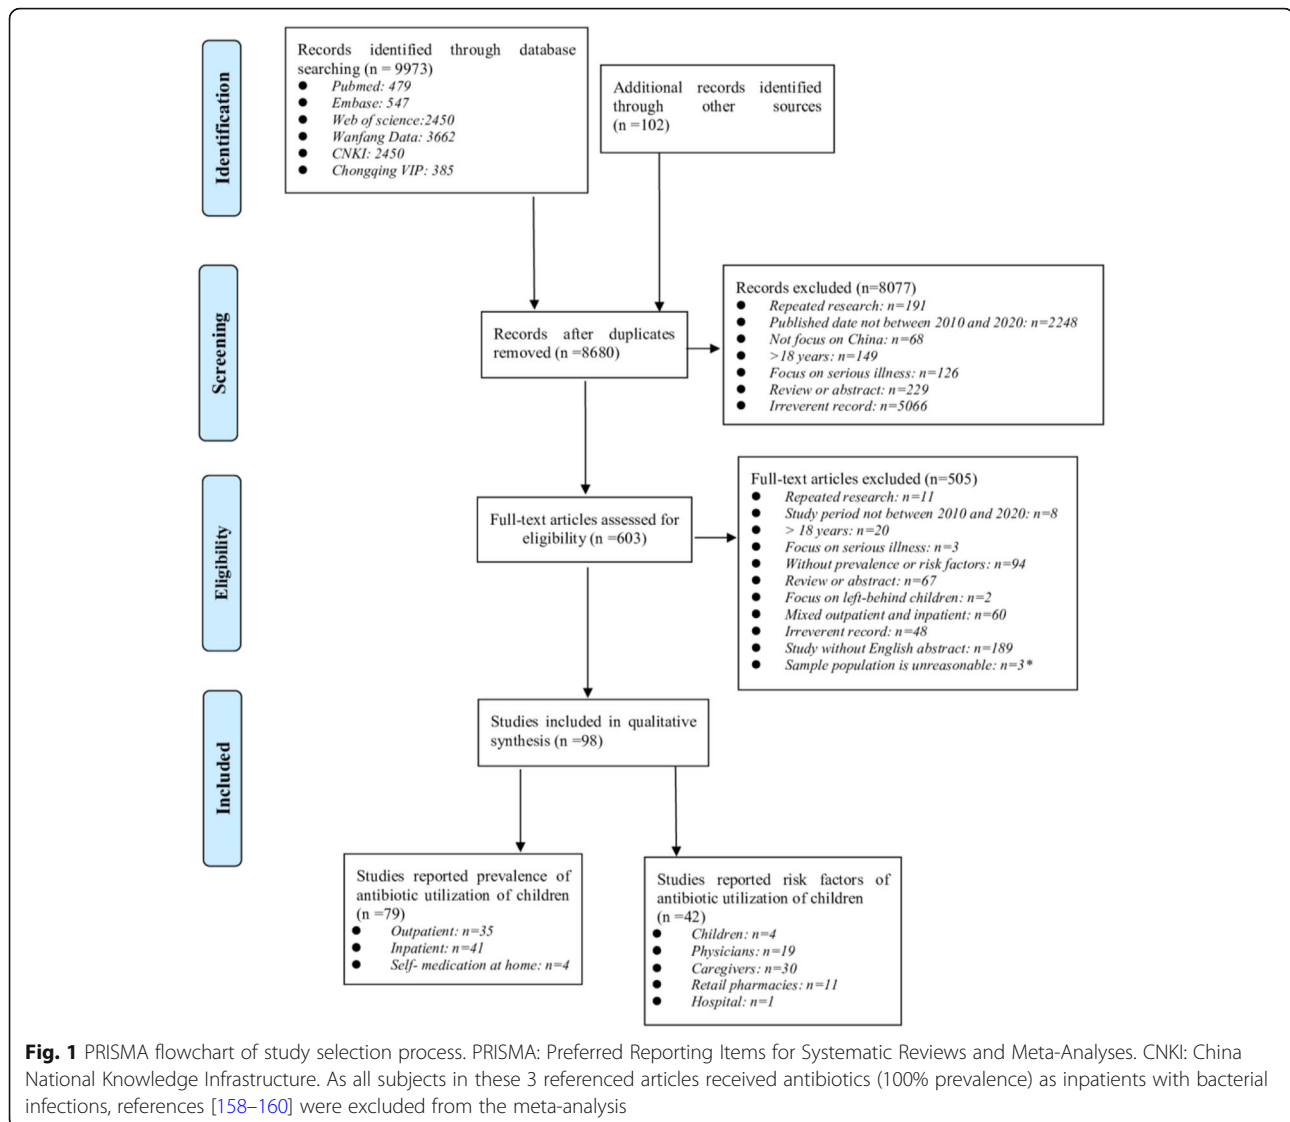 Identification
Records identified through database
searching (n = 9973)
● Pubmed: 479
● Embase: 547
● Web of science:2450
● Wanfang Data: 3662
● CNKI: 2450
● Chongqing VIP: 385
Additional records identified
through other sources
(n =102)
Screening
Records after duplicates
removed (n =8680)
Records excluded (n=8077)
● Repeated research: n=191
● Published date not between 2010 and 2020: n=2248
● Not focus on China: n=68
● >18 years: n=149
● Focus on serious illness: n=126
● Review or abstract: n=229
● Irreverent record: n=5066
Eligibility
Full-text articles assessed for
eligibility (n =603)
Full-text articles excluded (n=505)
● Repeated research: n=11
● Study period not between 2010 and 2020: n=8
● > 18 years: n=20
● Focus on serious illness: n=3
● Without prevalence or risk factors: n=94
● Review or abstract: n=67
● Focus on left-behind children: n=2
● Mixed outpatient and inpatient: n=60
● Irreverent record: n=48
● Study without English abstract: n=189
● Sample population is unreasonable: n=3*
Included
Studies included in qualitative
synthesis (n =98)
Studies reported prevalence of
antibiotic utilization of children
(n =79)
● Outpatient: n=35
● Inpatient: n=41
● Self- medication at home: n=4
Studies reported risk factors of
antibiotic utilization of children
(n =42)
● Children: n=4
● Physicians: n=19
● Caregivers: n=30
● Retail pharmacies: n=11
● Hospital: n=1
Fig. 1 PRISMA flowchart of study selection process. PRISMA: Preferred Reporting Items for Systematic Reviews and Meta-Analyses. CNKI: China
National Knowledge Infrastructure. As all subjects in these 3 referenced articles received antibiotics (100% prevalence) as inpatients with bacterial
infections, references [158–160] were excluded from the meta-analysis